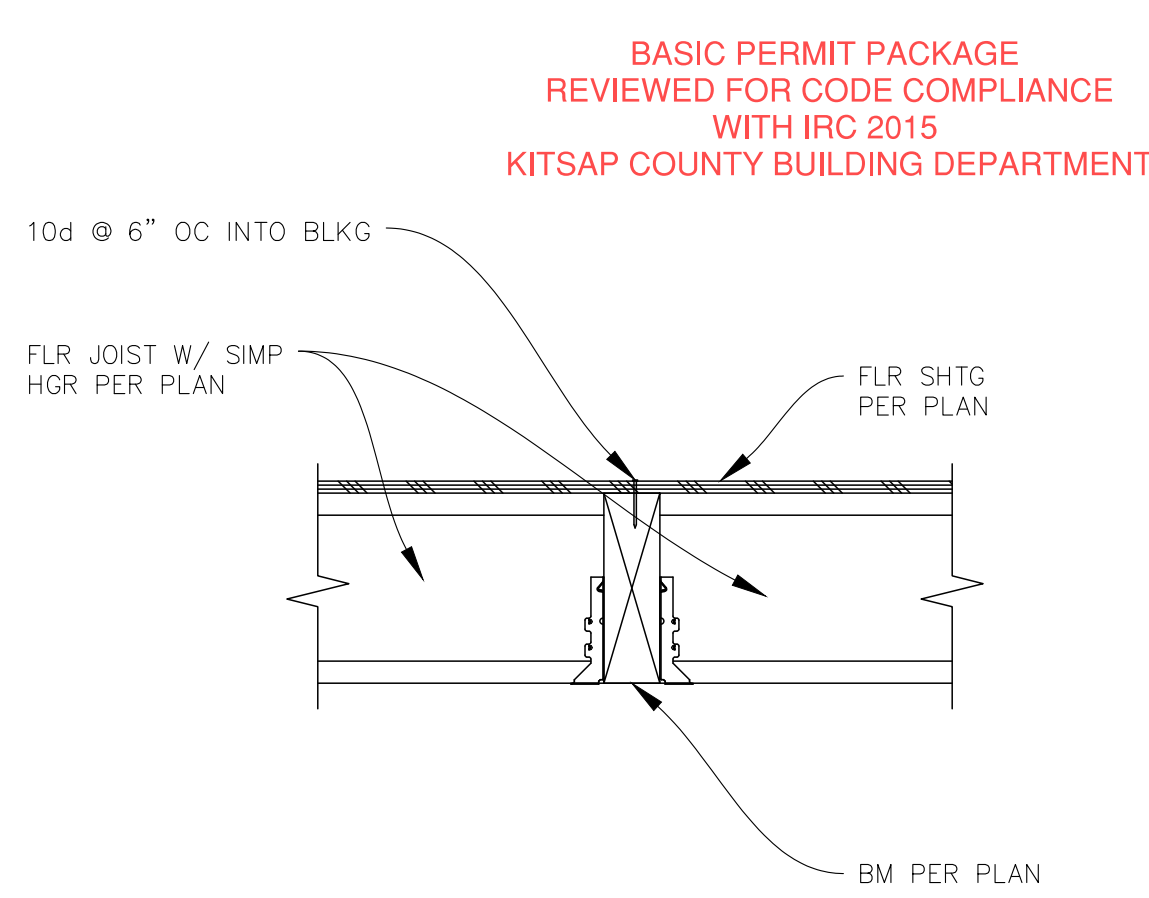 BASIC PERMIT PACKAGE
REVIEWED FOR CODE COMPLIANCE
WITH IRC 2015
KITSAP COUNTY BUILDING DEPARTMENT
10d @ 6" OC INTO BLKG
FLR JOIST W/ SIMP
HGR PER PLAN
FLR SHTG
PER PLAN
BM PER PLAN